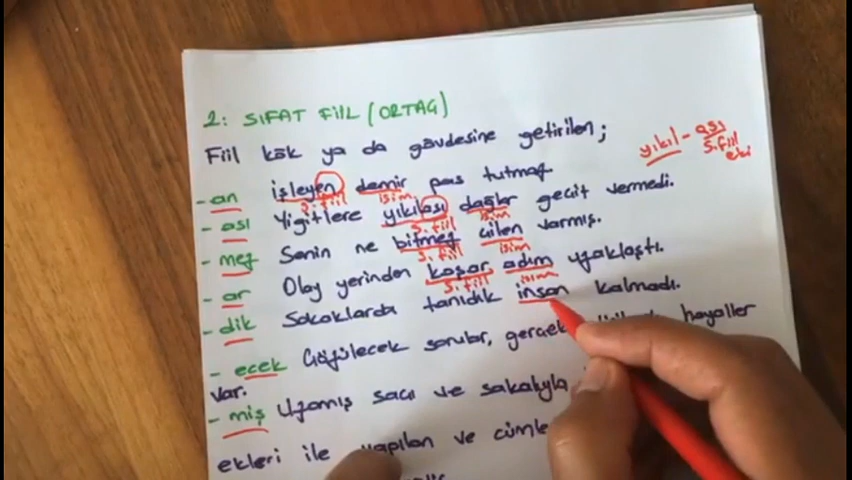 2: SIFAT FİİL (ORTAÇ)
Fiil kök ya da gövdesine getirilen;
yıkıl - ası
s.fiil eki
- an işleyen demir pas tutmaz
s.fiil isim
- ası Yiğitlere yıkılası dağlar geçit vermedi.
s.fiil isim
- mez Senin ne bitmez çilen varmış.
s.fiil isim
- ar Olay yerinden koşar adım uzaklaştı.
s.fiil isim
- dik Sokaklarda tanıdık insan kalmadı.
- ecek Çözülecek sorular, gerçek hayaller
var.
- miş Uzamış saçı ve sakalıyla
ekleri ile yapılan ve cümle